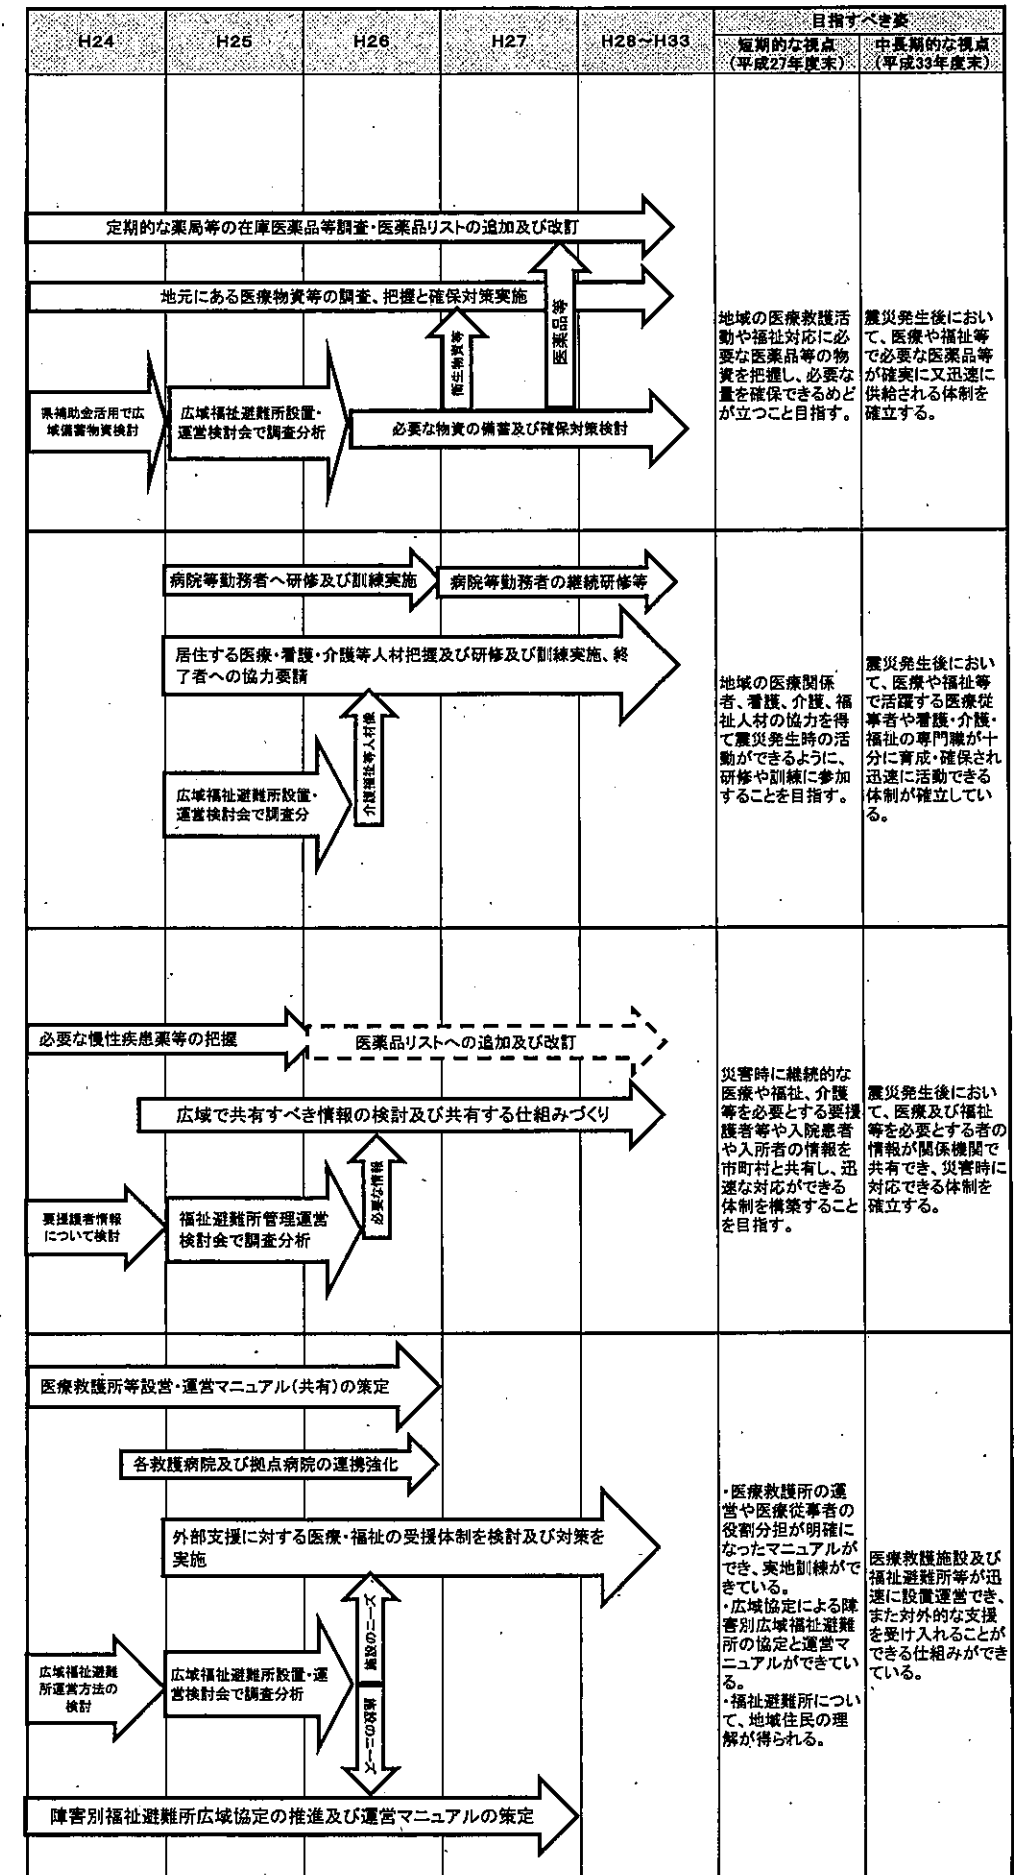 H24
H25
H26
H27
H28～H33
目指すべき姿
短期的な視点
(平成27年度末)
中長期的な視点
(平成33年度末)
定期的な薬局等の在庫医薬品等調査・医薬品リストの追加及び改訂
地元にある医療物資等の調査、把握と確保対策実施
衛生物資等
医薬品等
県補助金活用で広
域備蓄物資検討
広域福祉避難所設置・
運営検討会で調査分析
必要な物資の備蓄及び確保対策検討
地域の医療救護活
動や福祉対応に必
要な医薬品等の物
資を把握し、必要な
量を確保できるめど
が立つこと目指す。
震災発生後におい
て、医療や福祉等
で必要な医薬品等
が確実に又迅速に
供給される体制を
確立する。
病院等勤務者へ研修及び訓練実施
病院等勤務者の継続研修等
居住する医療・看護・介護等人材把握及び研修及び訓練実施、終
了者への協力要請
介護福祉等人材後
広域福祉避難所設置・
運営検討会で調査分
地域の医療関係
者、看護、介護、福
祉人材の協力を得
て震災発生時の活
動ができるように、
研修や訓練に参加
することを目指す。
震災発生後におい
て、医療や福祉等
で活躍する医療従
事者や看護・介護・
福祉の専門職が十
分に育成・確保され
迅速に活動できる
体制が確立してい
る。
必要な慢性疾患薬等の把握
医薬品リストへの追加及び改訂
広域で共有すべき情報の検討及び共有する仕組みづくり
必要な情報
要援護者情報
について検討
福祉避難所管理運営
検討会で調査分析
災害時に継続的な
医療や福祉、介護
等を必要とする要援
護者等や入院患者
や入所者の情報を
市町村と共有し、迅
速な対応ができる
体制を構築すること
を目指す。
震災発生後におい
て、医療及び福祉
等を必要とする者の
情報が関係機関で
共有でき、災害時に
対応できる体制を
確立する。
医療救護所等設営・運営マニュアル(共有)の策定
各救護病院及び拠点病院の連携強化
外部支援に対する医療・福祉の受援体制を検討及び対策を
実施
施設のニーズ
広域福祉避難
所運営方法の
検討
広域福祉避難所設置・運
営検討会で調査分析
施設のニーズ
障害別福祉避難所広域協定の推進及び運営マニュアルの策定
・医療救護所の運
営や医療従事者の
役割分担が明確に
なったマニュアルが
でき、実地訓練がで
きている。
・広域協定による障
害別広域福祉避難
所の協定と運営マ
ニュアルができてい
る。
・福祉避難所につい
て、地域住民の理
解が得られる。
医療救護施設及び
福祉避難所等が迅
速に設置運営でき、
また対外的な支援
を受け入れることが
できる仕組みができ
ている。